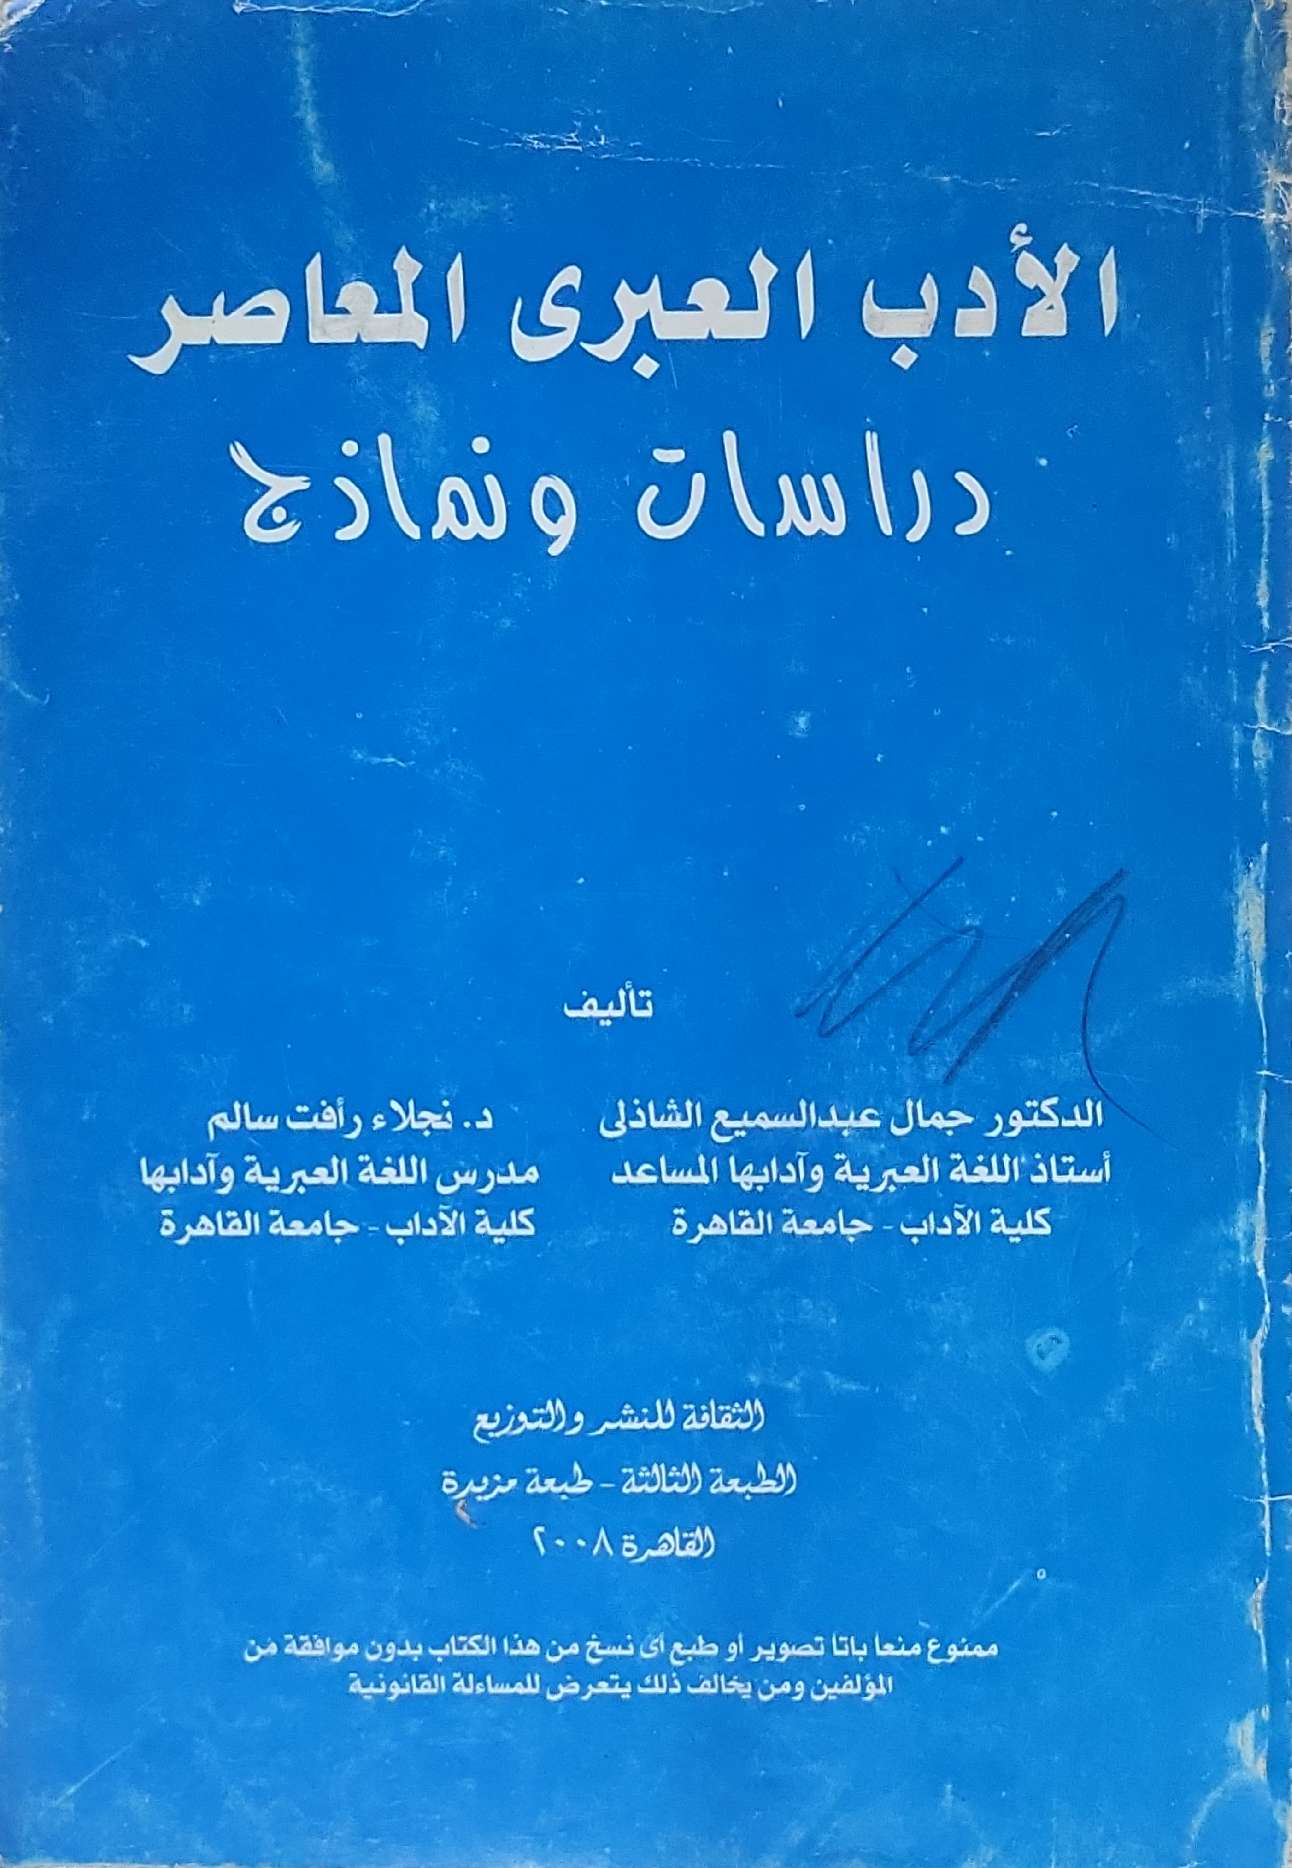 الأدب العبرى المعاصر
دراسات ونماذج
تأليف
الدكتور جمال عبدالسميع الشاذلى
أستاذ اللغة العبرية وآدابها المساعد
كلية الآداب - جامعة القاهرة
د. نجلاء رأفت سالم
مدرس اللغة العبرية وآدابها
كلية الآداب - جامعة القاهرة
الثقافة للنشر والتوزيع
الطبعة الثالثة - طبعة مزيدة
القاهرة ٢٠٠٨
ممنوع منعا باتا تصوير أو طبع أى نسخ من هذا الكتاب بدون موافقة من
المؤلفين ومن يخالف ذلك يتعرض للمساءلة القانونية